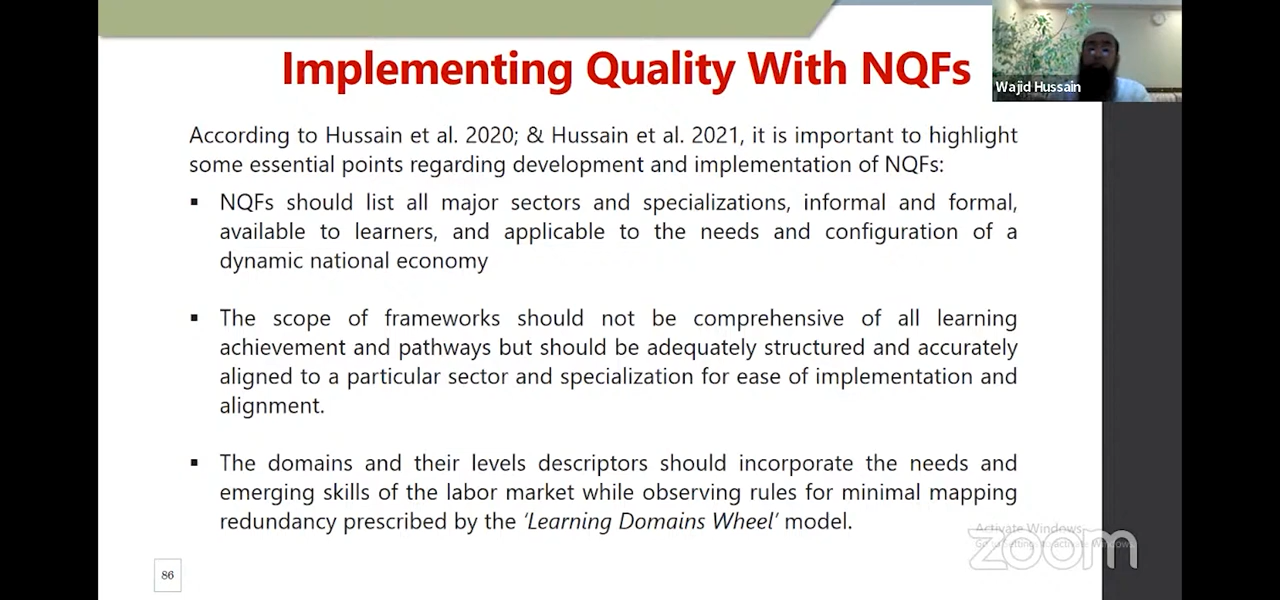 Implementing Quality With NQFs
Wajid Hussain
According to Hussain et al. 2020; & Hussain et al. 2021, it is important to highlight
some essential points regarding development and implementation of NQFs:
▪ NQFs should list all major sectors and specializations, informal and formal,
available to learners, and applicable to the needs and configuration of a
dynamic national economy
▪ The scope of frameworks should not be comprehensive of all learning
achievement and pathways but should be adequately structured and accurately
aligned to a particular sector and specialization for ease of implementation and
alignment.
▪ The domains and their levels descriptors should incorporate the needs and
emerging skills of the labor market while observing rules for minimal mapping
redundancy prescribed by the ‘Learning Domains Wheel’ model.
Activate Windows
zoom
86